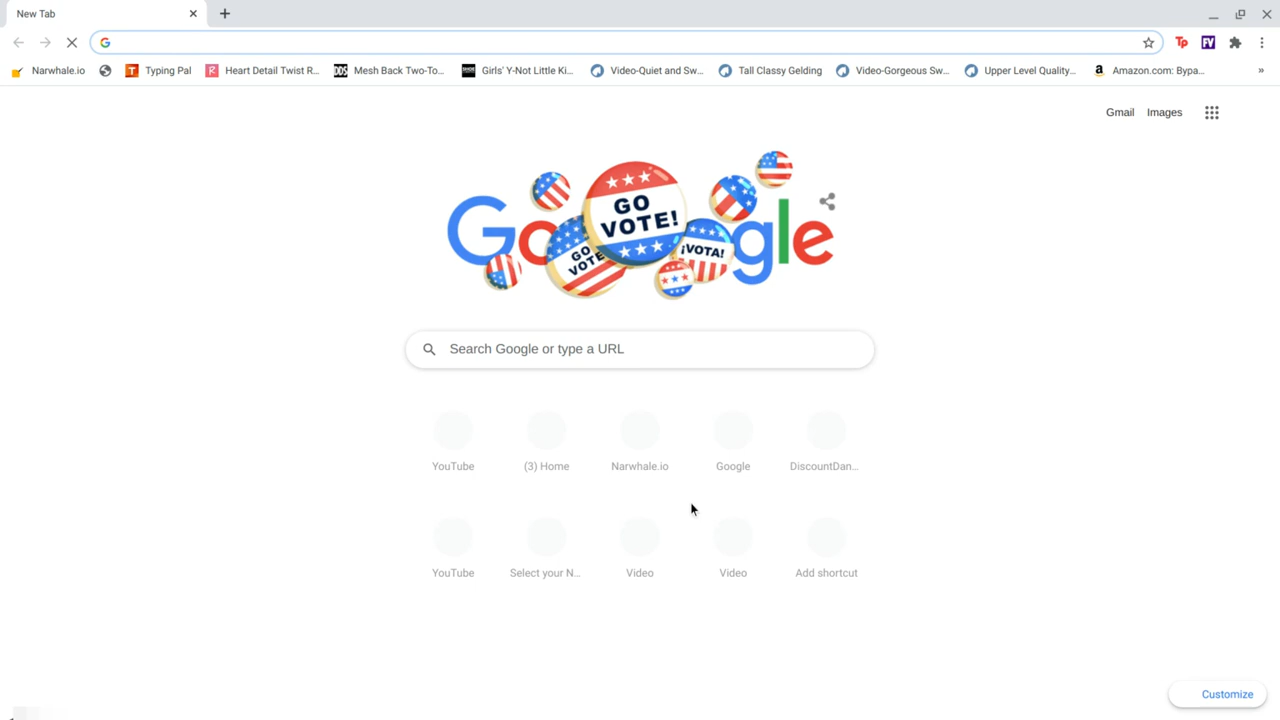 New Tab
Narwhale.io
Typing Pal
Heart Detail Twist R...
Mesh Back Two-To...
Girls' Y-Not Little Ki...
Video-Quiet and Sw...
Tall Classy Gelding
Video-Gorgeous Sw...
Upper Level Quality...
Amazon.com: Bypa...
»
Gmail Images
Google
GO VOTE!
GO VOTE
¡VOTA!
Search Google or type a URL
YouTube (3) Home Narwhale.io Google DiscountDan...
YouTube Select your N... Video Video Add shortcut
Customize